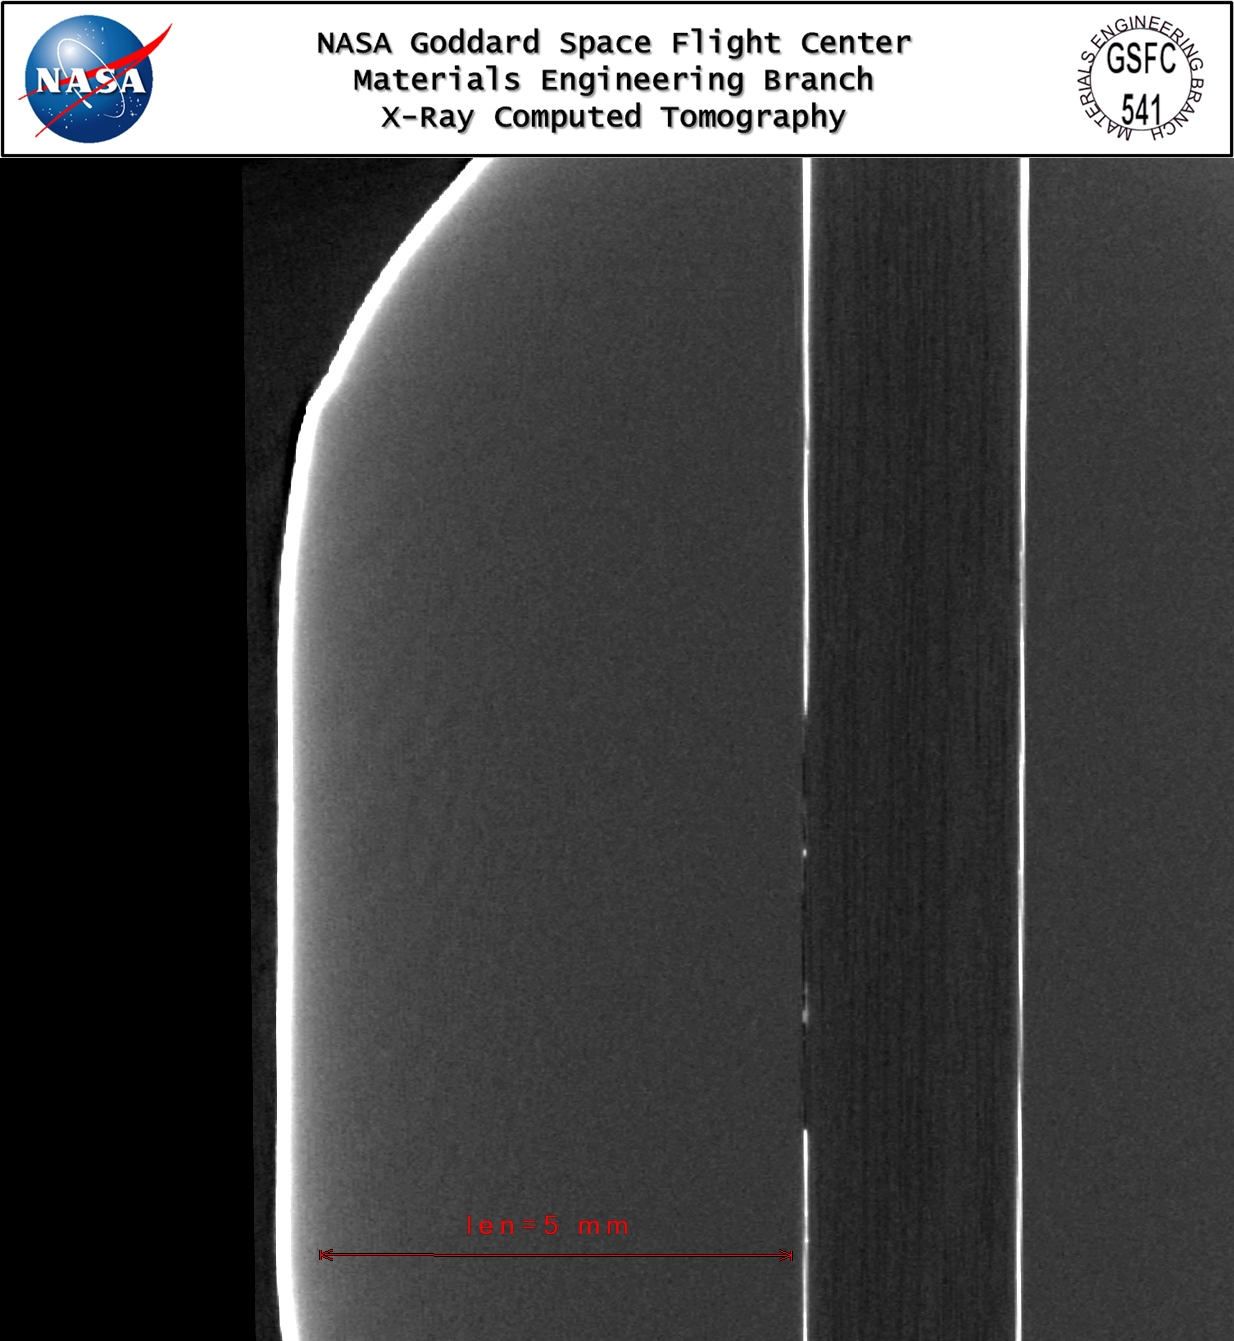 NASA
NASA Goddard Space Flight Center
Materials Engineering Branch
X-Ray Computed Tomography
MATERIALS ENGINEERING BRANCH
GSFC
541
len=5 mm